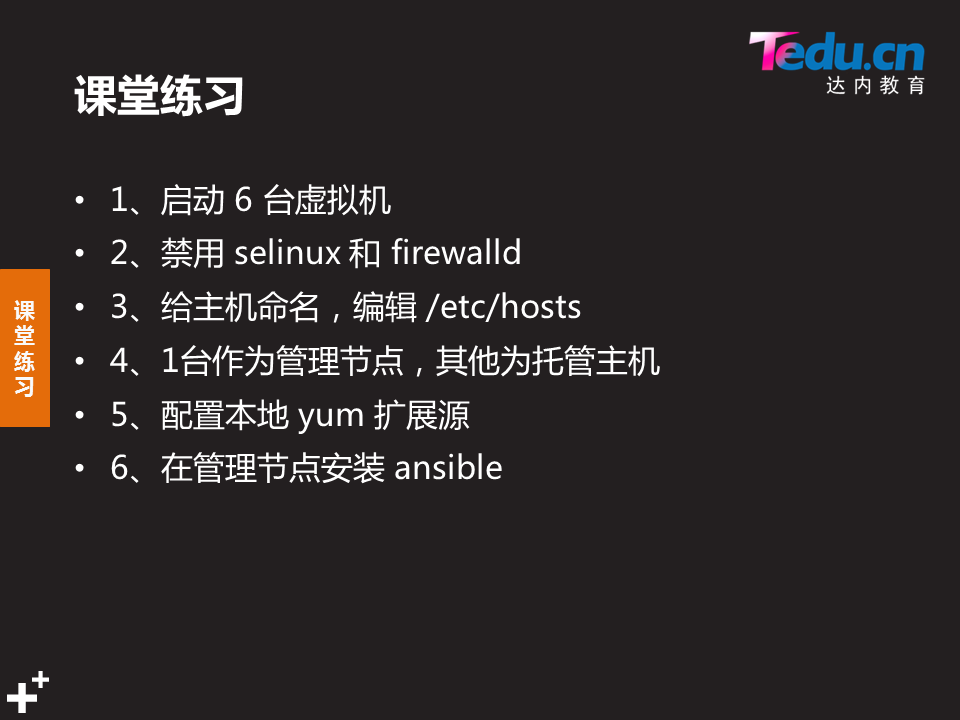 Tedu.cn
达内教育
课堂练习
• 1、启动 6 台虚拟机
• 2、禁用 selinux 和 firewalld
• 3、给主机命名，编辑 /etc/hosts
• 4、1台作为管理节点，其他为托管主机
• 5、配置本地 yum 扩展源
• 6、在管理节点安装 ansible
课
堂
练
习